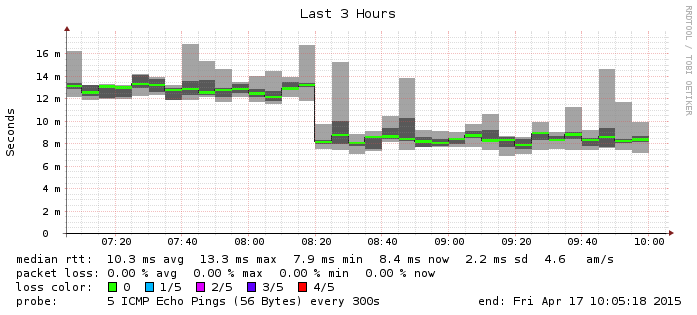 Last 3 Hours
RRDTOOL / TOBI OETIKER
Seconds
16 m
14 m
12 m
10 m
8 m
6 m
4 m
2 m
0
07:20 07:40 08:00 08:20 08:40 09:00 09:20 09:40 10:00
median rtt: 10.3 ms avg 13.3 ms max 7.9 ms min 8.4 ms now 2.2 ms sd 4.6 am/s
packet loss: 0.00 % avg 0.00 % max 0.00 % min 0.00 % now
loss color: 0 1/5 2/5 3/5 4/5
probe: 5 ICMP Echo Pings (56 Bytes) every 300s end: Fri Apr 17 10:05:18 2015